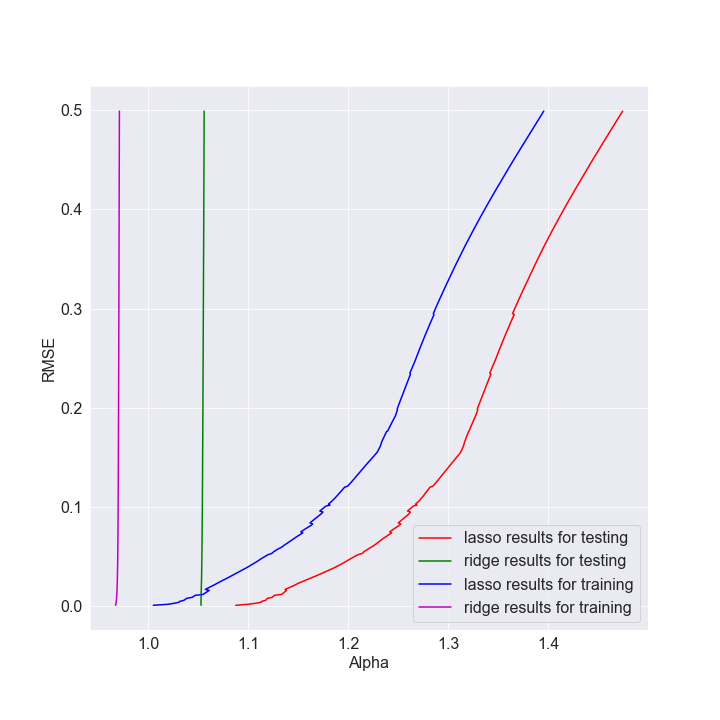 0.5
0.4
0.3
0.2
0.1
0.0
RMSE
1.0 1.1 1.2 1.3 1.4
Alpha
lasso results for testing
ridge results for testing
lasso results for training
ridge results for training